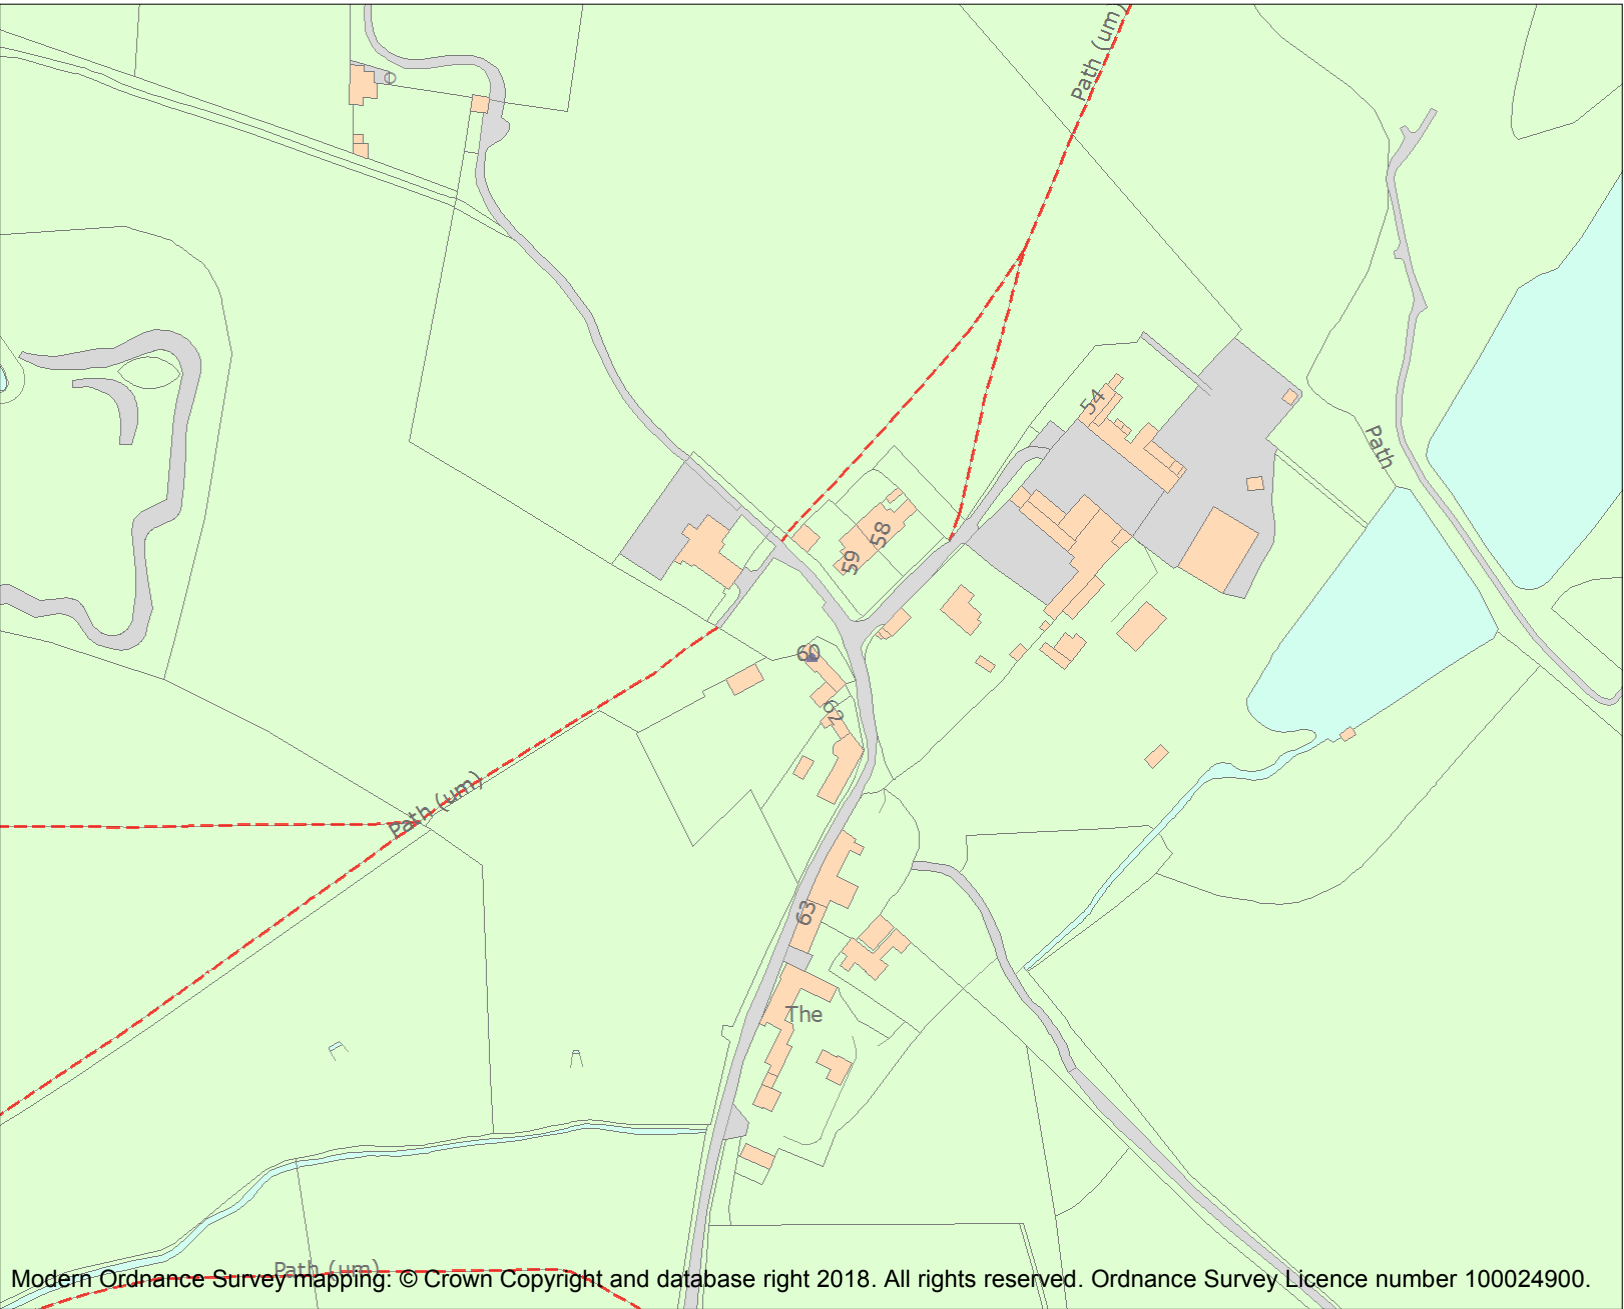 Path (um)
54
Path
58
59
60
62
Path (um)
63
The
Path (um)
Modern Ordnance Survey mapping: © Crown Copyright and database right 2018. All rights reserved. Ordnance Survey Licence number 100024900.